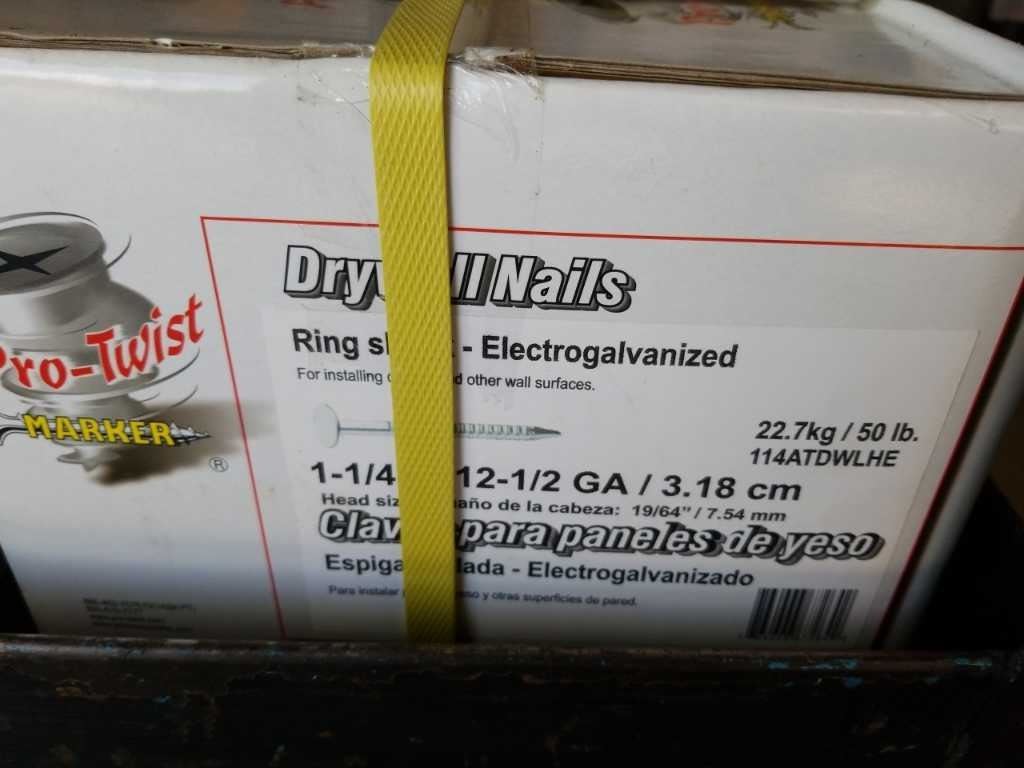 Dry ll Nails
Ring s - Electrogalvanized
For installing d other wall surfaces.
Pro-Twist
MARKER
®
22.7kg / 50 lb.
114ATDWLHE
1-1/4 12-1/2 GA / 3.18 cm
Head siz año de la cabeza: 19/64" / 7.54 mm
Clav para paneles de yeso
Espiga lada - Electrogalvanizado
Para instalar eso y otras superficies de pared.